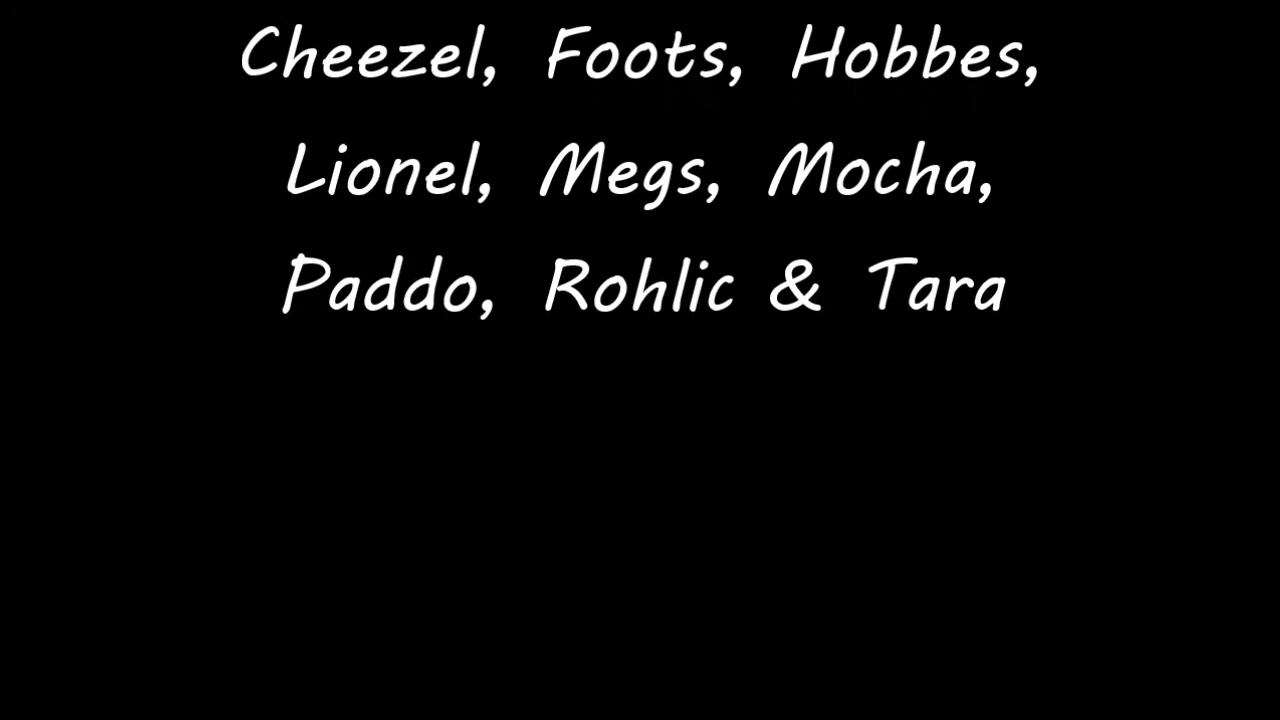 Cheezel, Foots, Hobbes,
Lionel, Megs, Mocha,
Paddo, Rohlic & Tara